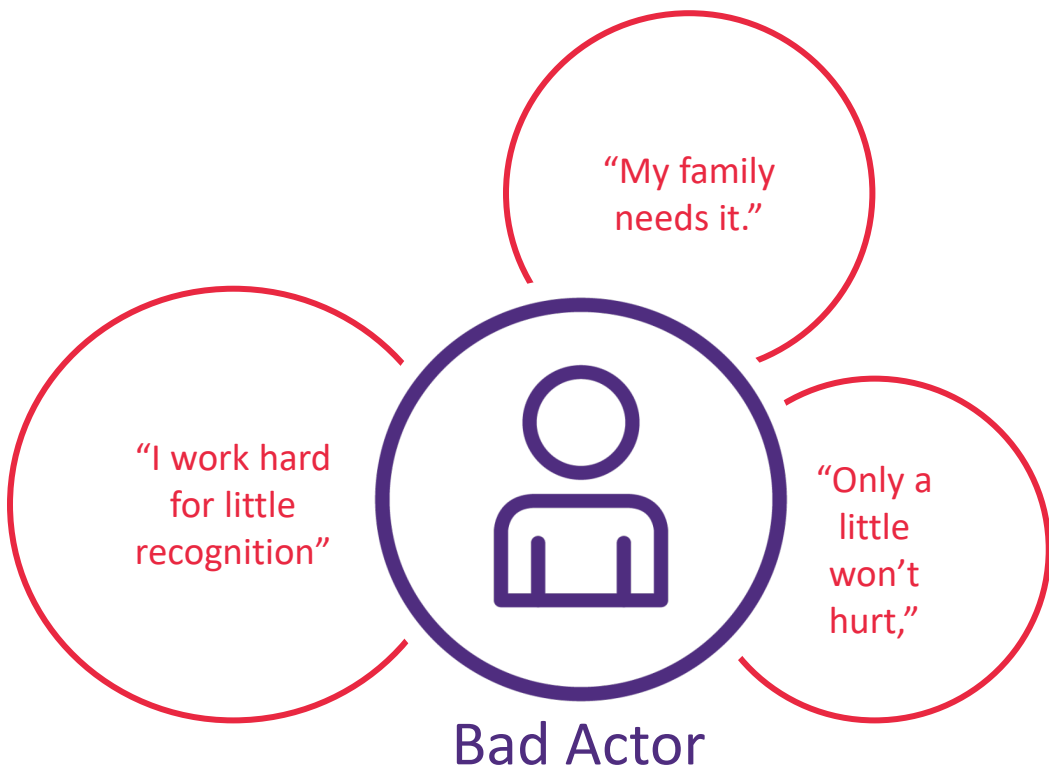 “My family
needs it.”
“I work hard
for little
recognition”
“Only a
little
won’t
hurt,”
Bad Actor